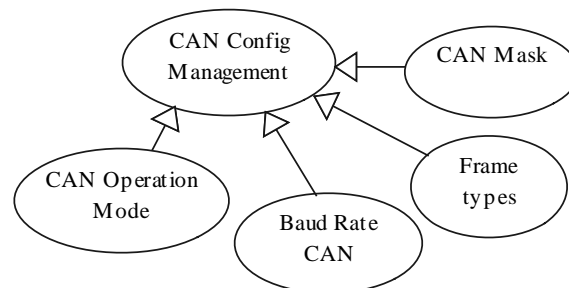 CAN Config
Management
CAN Mask
CAN Operation
Mode
Baud Rate
CAN
Frame
types